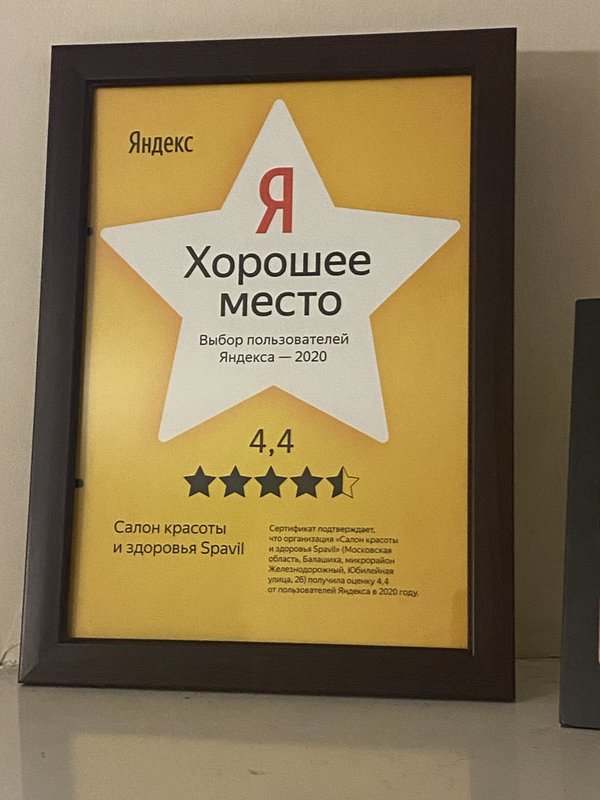 Яндекс
Я
Хорошее
место
Выбор пользователей
Яндекса — 2020
4,4
Салон красоты
и здоровья Spavil
Сертификат подтверждает,
что организация «Салон красоты
и здоровья Spavil» (Московская
область, Балашиха, микрорайон
Железнодорожный, Юбилейная
улица, 26) получила оценку 4,4
от пользователей Яндекса в 2020 году.